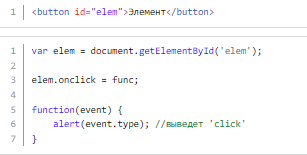 1 <button id="elem">Элемент</button>
1 var elem = document.getElementById('elem');
2
3 elem.onclick = func;
4
5 function(event) {
6 alert(event.type); //выведет 'click'
7 }